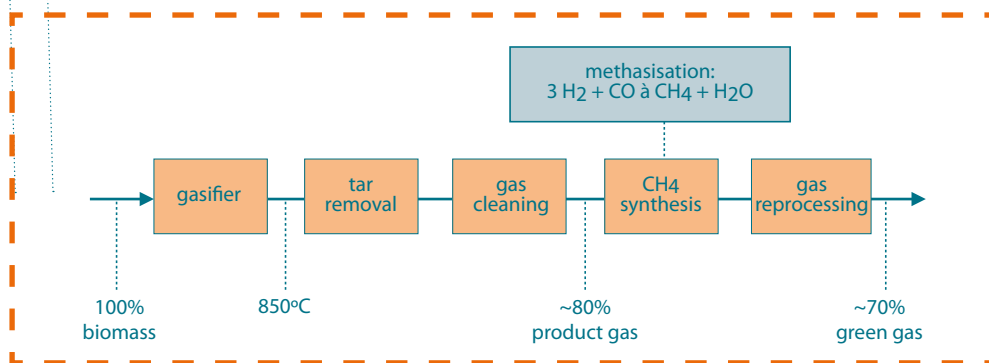 methasisation:
3 H2 + CO à CH4 + H2O
gasifier
tar
removal
gas
cleaning
CH4
synthesis
gas
reprocessing
100%
biomass
850ºC
~80%
product gas
~70%
green gas